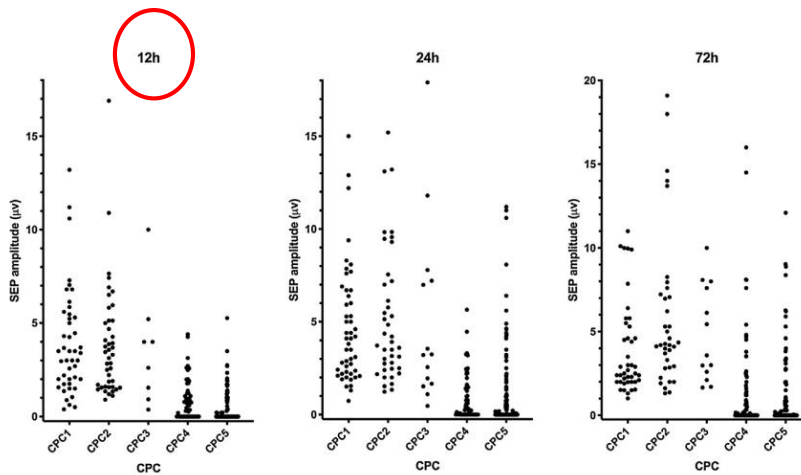 12h
SEP amplitude (μv)
15
10
5
0
CPC1
CPC2
CPC3
CPC4
CPC5
CPC
24h
SEP amplitude (μv)
15
10
5
0
CPC1
CPC2
CPC3
CPC4
CPC5
CPC
72h
SEP amplitude (μv)
20
15
10
5
0
CPC1
CPC2
CPC3
CPC4
CPC5
CPC